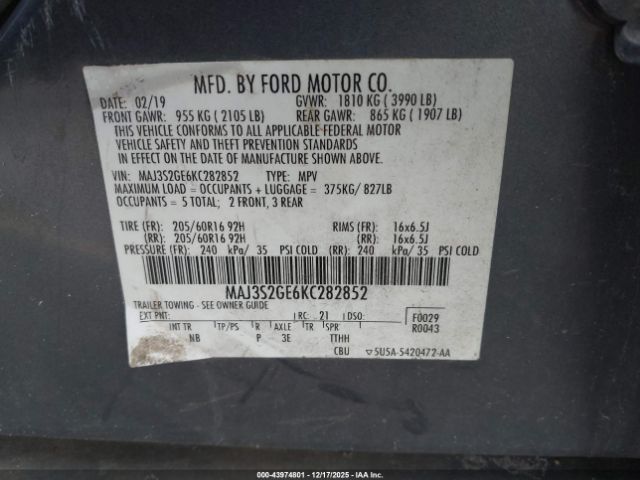 MFD. BY FORD MOTOR CO.
DATE: 02/19 GVWR: 1810 KG ( 3990 LB)
FRONT GAWR: 955 KG ( 2105 LB) REAR GAWR: 865 KG ( 1907 LB)
THIS VEHICLE CONFORMS TO ALL APPLICABLE FEDERAL MOTOR
VEHICLE SAFETY AND THEFT PREVENTION STANDARDS
IN EFFECT ON THE DATE OF MANUFACTURE SHOWN ABOVE.
VIN: MAJ3S2GE6KC282852 TYPE: MPV
MAXIMUM LOAD = OCCUPANTS + LUGGAGE = 375KG/ 827LB
OCCUPANTS = 5 TOTAL; 2 FRONT, 3 REAR
TIRE (FR): 205/60R16 92H RIMS (FR): 16x6.5J
(RR): 205/60R16 92H (RR): 16x6.5J
PRESSURE (FR): 240 kPa/ 35 PSI COLD (RR): 240 kPa/ 35 PSI COLD
MAJ3S2GE6KC282852
TRAILER TOWING - SEE OWNER GUIDE
EXT PNT: RC: 21 DSO: F0029
INT TR TP/PS R AXLE TR SPR R0043
NB P 3E TTHH
CBU ▽5U5A-5420472-AA
000-43974801 - 12/17/2025 - IAAI.COM